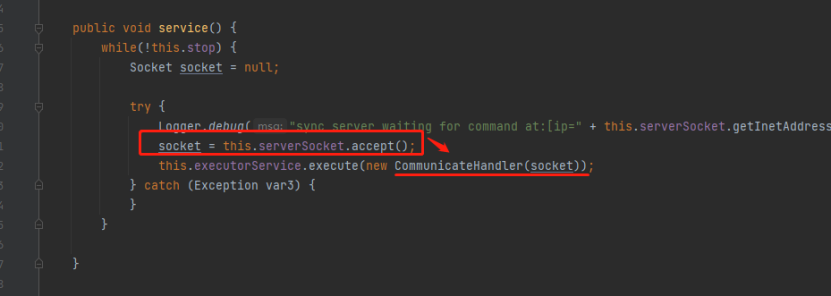 public void service() {
while(!this.stop) {
Socket socket = null;
try {
Logger.debug( msg: "sync server waiting for command at:[ip=" + this.serverSocket.getInetAddress
socket = this.serverSocket.accept();
this.executorService.execute(new CommunicateHandler(socket));
} catch (Exception var3) {
}
}
}